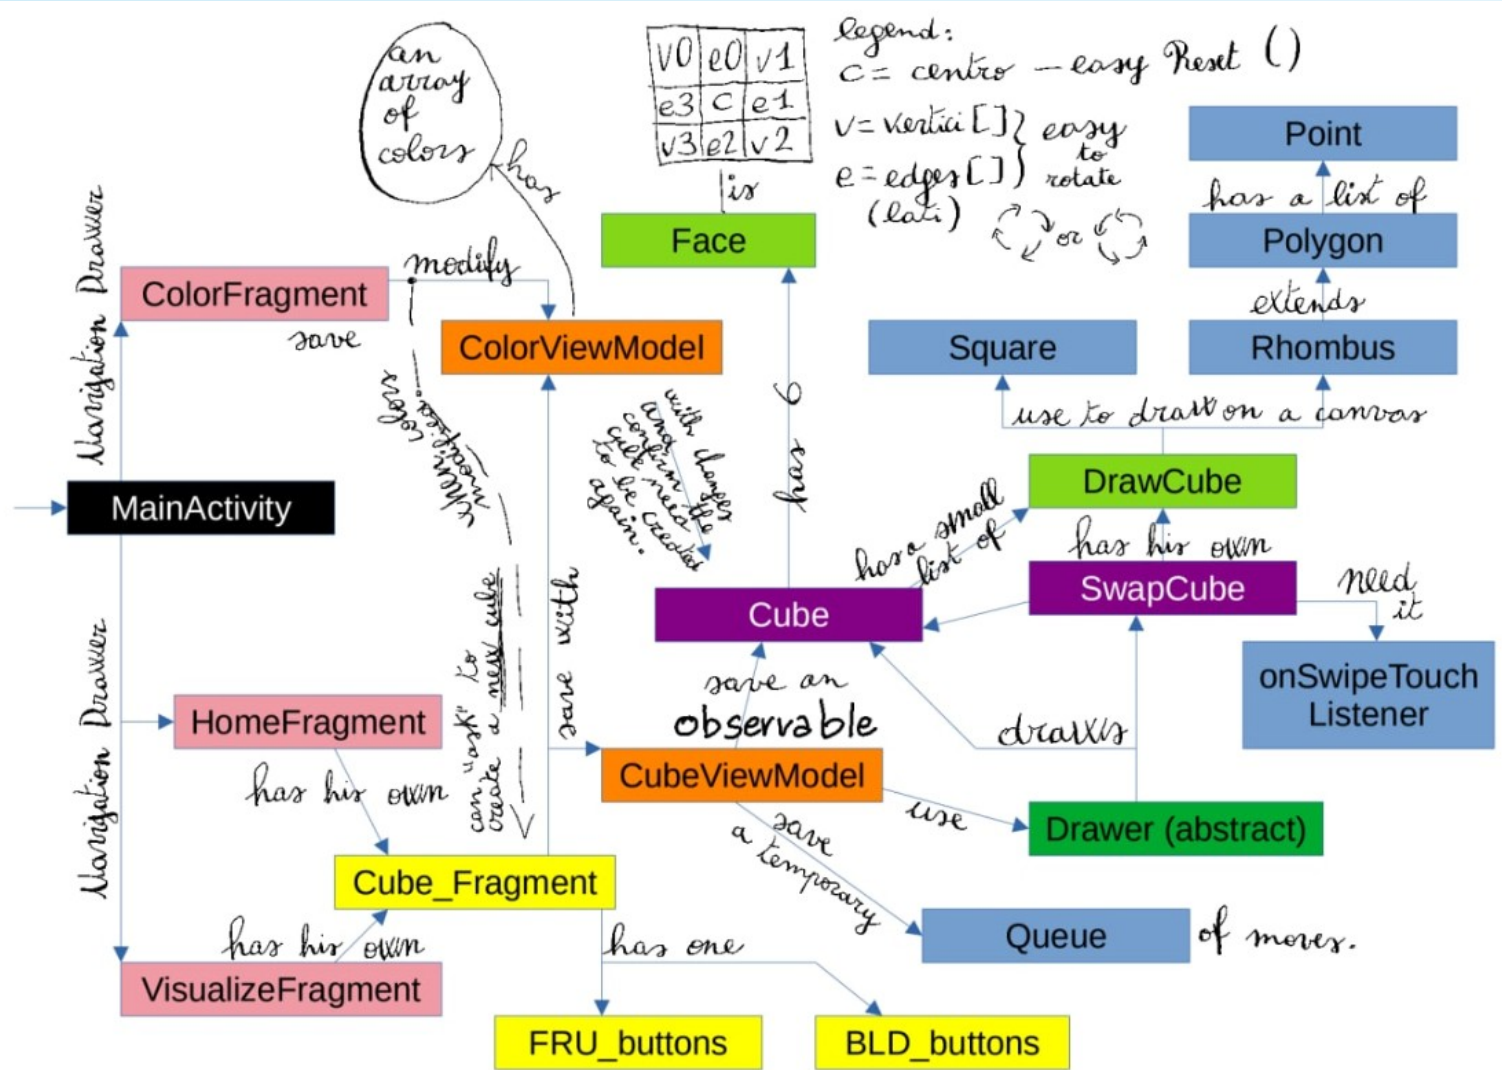 an
array
of
colors
has
v0 e0 v1
e3 c e1
v3 e2 v2
is
legend:
c = centro - easy Reset ()
v = vertici [] } easy
to
e = edges [] } rotate
(lati)
or
Point
has a list of
Polygon
extends
Face
Navigation Drawer
ColorFragment
modify
save
ColorViewModel
Square
Rhombus
use to draw on a canvas
when modified
colors
with changes
and confirm the
cube need
to be created
again.
has 6
DrawCube
MainActivity
has a small
list of
has his own
SwapCube
need
it
Cube
onSwipeTouch
Listener
save with
can "ask" to
create a new cube
Navigation Drawer
HomeFragment
save an
observable
draws
CubeViewModel
has his own
use
save
a temporary
Drawer (abstract)
Cube_Fragment
has his own
has one
Queue of moves.
VisualizeFragment
FRU_buttons
BLD_buttons